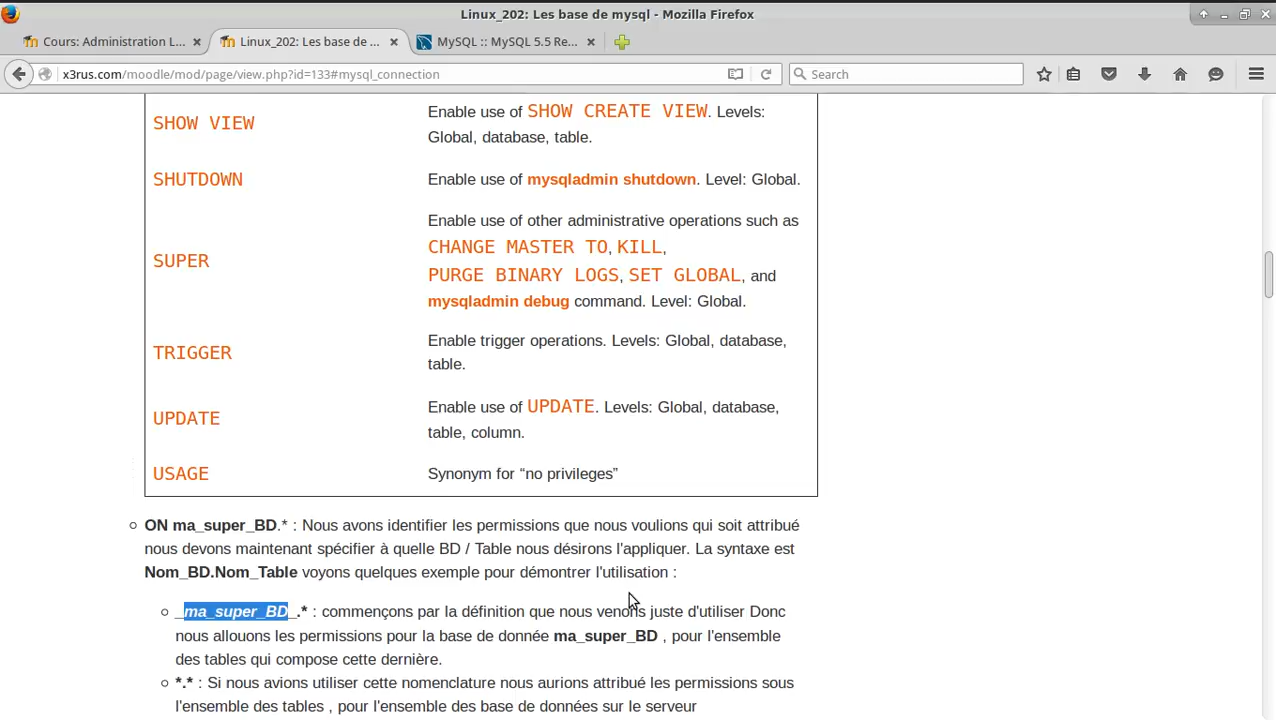 Linux_202: Les base de mysql - Mozilla Firefox
Cours: Administration L... × Linux_202: Les base de ... × MySQL :: MySQL 5.5 Re... ×
x3rus.com/moodle/mod/page/view.php?id=133#mysql_connection Search
SHOW VIEW
Enable use of SHOW CREATE VIEW. Levels:
Global, database, table.
SHUTDOWN
Enable use of mysqladmin shutdown. Level: Global.
SUPER
Enable use of other administrative operations such as
CHANGE MASTER TO, KILL,
PURGE BINARY LOGS, SET GLOBAL, and
mysqladmin debug command. Level: Global.
TRIGGER
Enable trigger operations. Levels: Global, database,
table.
UPDATE
Enable use of UPDATE. Levels: Global, database,
table, column.
USAGE
Synonym for “no privileges”
ON ma_super_BD.* : Nous avons identifier les permissions que nous voulions qui soit attribué
nous devons maintenant spécifier à quelle BD / Table nous désirons l'appliquer. La syntaxe est
Nom_BD.Nom_Table voyons quelques exemple pour démontrer l'utilisation :
_ma_super_BD_.* : commençons par la définition que nous venons juste d'utiliser Donc
nous allouons les permissions pour la base de donnée ma_super_BD , pour l'ensemble
des tables qui compose cette dernière.
*.* : Si nous avions utiliser cette nomenclature nous aurions attribué les permissions sous
l'ensemble des tables , pour l'ensemble des base de données sur le serveur